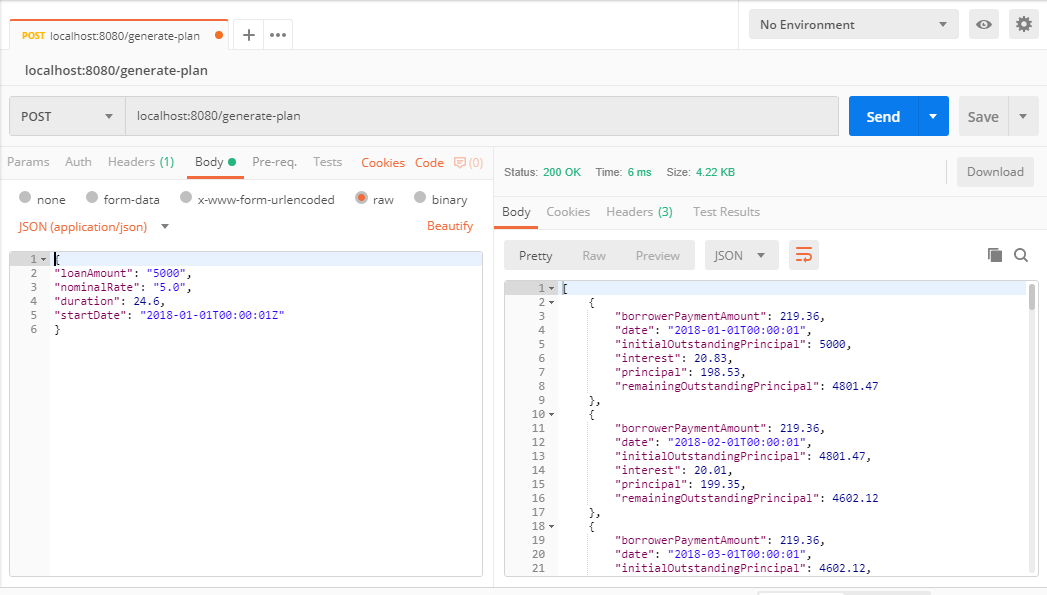 POST localhost:8080/generate-plan
No Environment
localhost:8080/generate-plan
POST localhost:8080/generate-plan Send Save
Params Auth Headers (1) Body Pre-req. Tests Cookies Code (0)
none form-data x-www-form-urlencoded raw binary
JSON (application/json) Beautify
1 {
2 "loanAmount": "5000",
3 "nominalRate": "5.0",
4 "duration": 24.6,
5 "startDate": "2018-01-01T00:00:01Z"
6 }
Status: 200 OK Time: 6 ms Size: 4.22 KB Download
Body Cookies Headers (3) Test Results
Pretty Raw Preview JSON
1 [
2 {
3 "borrowerPaymentAmount": 219.36,
4 "date": "2018-01-01T00:00:01",
5 "initialOutstandingPrincipal": 5000,
6 "interest": 20.83,
7 "principal": 198.53,
8 "remainingOutstandingPrincipal": 4801.47
9 },
10 {
11 "borrowerPaymentAmount": 219.36,
12 "date": "2018-02-01T00:00:01",
13 "initialOutstandingPrincipal": 4801.47,
14 "interest": 20.01,
15 "principal": 199.35,
16 "remainingOutstandingPrincipal": 4602.12
17 },
18 {
19 "borrowerPaymentAmount": 219.36,
20 "date": "2018-03-01T00:00:01",
21 "initialOutstandingPrincipal": 4602.12,